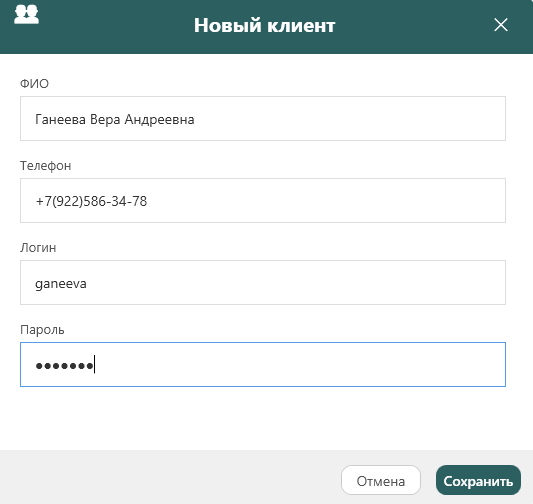 Новый клиент
ФИО
Ганеева Вера Андреевна
Телефон
+7(922)586-34-78
Логин
ganeeva
Пароль
●●●●●●●
Отмена
Сохранить